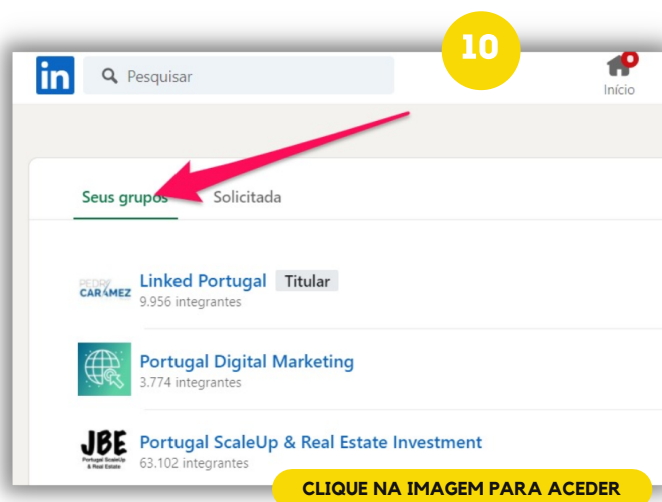 10
in
Pesquisar
Início
Seus grupos
Solicitada
PEDRO
CARAMEZ
Linked Portugal Titular
9.956 integrantes
Portugal Digital Marketing
3.774 integrantes
JBE
Portugal ScaleUp
& Real Estate
Portugal ScaleUp & Real Estate Investment
63.102 integrantes
CLIQUE NA IMAGEM PARA ACEDER